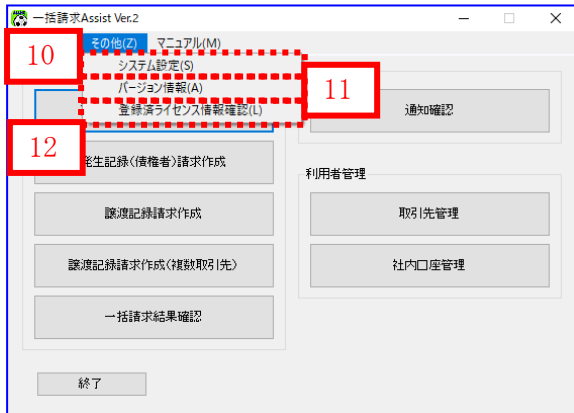 一括請求Assist Ver.2
その他(Z) マニュアル(M)
10
システム設定(S)
バージョン情報(A)
11
登録済ライセンス情報確認(L)
通知確認
12
発生記録(債権者)請求作成
利用者管理
譲渡記録請求作成
取引先管理
譲渡記録請求作成(複数取引先)
社内口座管理
一括請求結果確認
終了